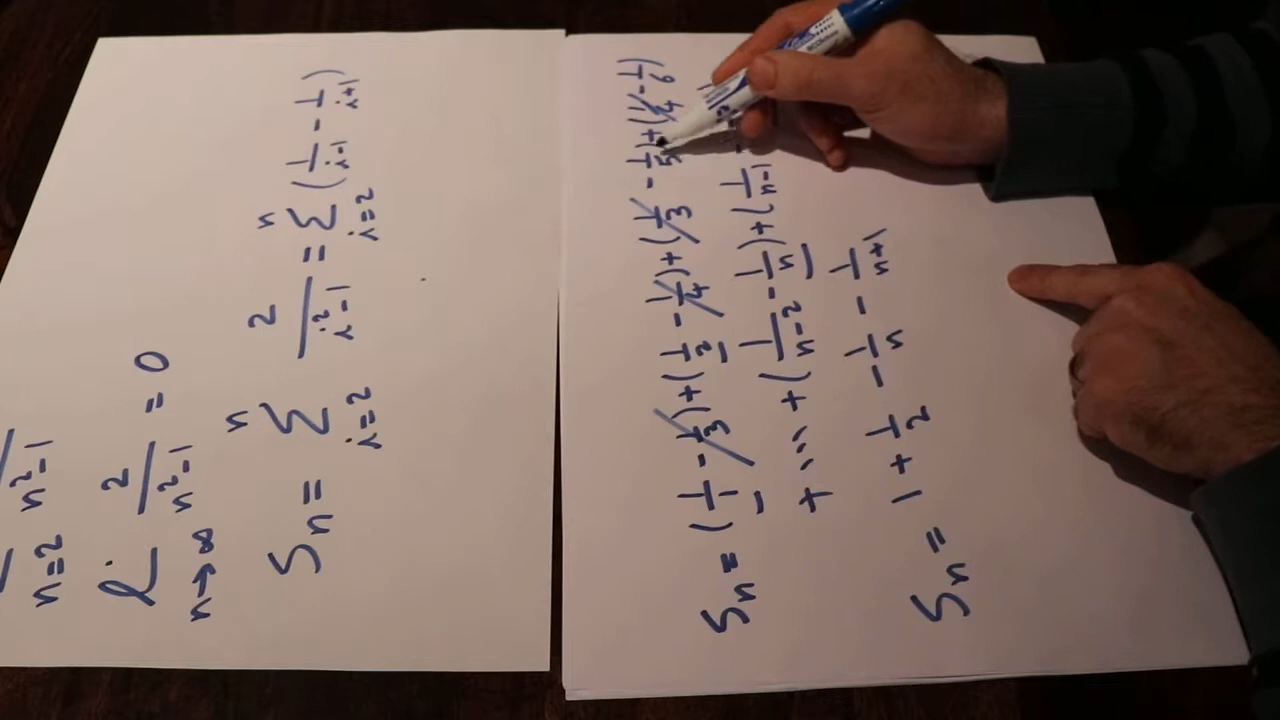 n=2 n²-1
lim 2/(n²-1) = 0
n→∞
Sₙ = Σ_{i=2}^{n} 2/(i²-1) = Σ_{i=2}^{n} (1/(i-1) - 1/(i+1))
Sₙ = (1/1 - 1/3) + (1/2 - 1/4) + (1/3 - 1/5) + (1/4 - 1/6)
+ ... + (1/(n-2) - 1/n) + (1/(n-1) -
Sₙ = 1 + 1/2 - 1/n - 1/(n+1)